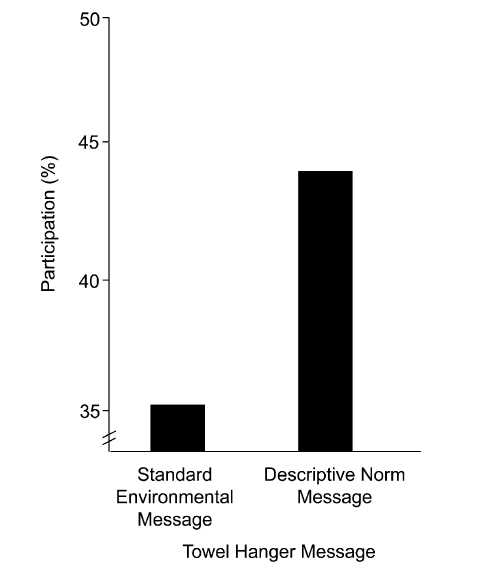 50
45
40
35
Participation (%)
Standard
Environmental
Message
Descriptive Norm
Message
Towel Hanger Message